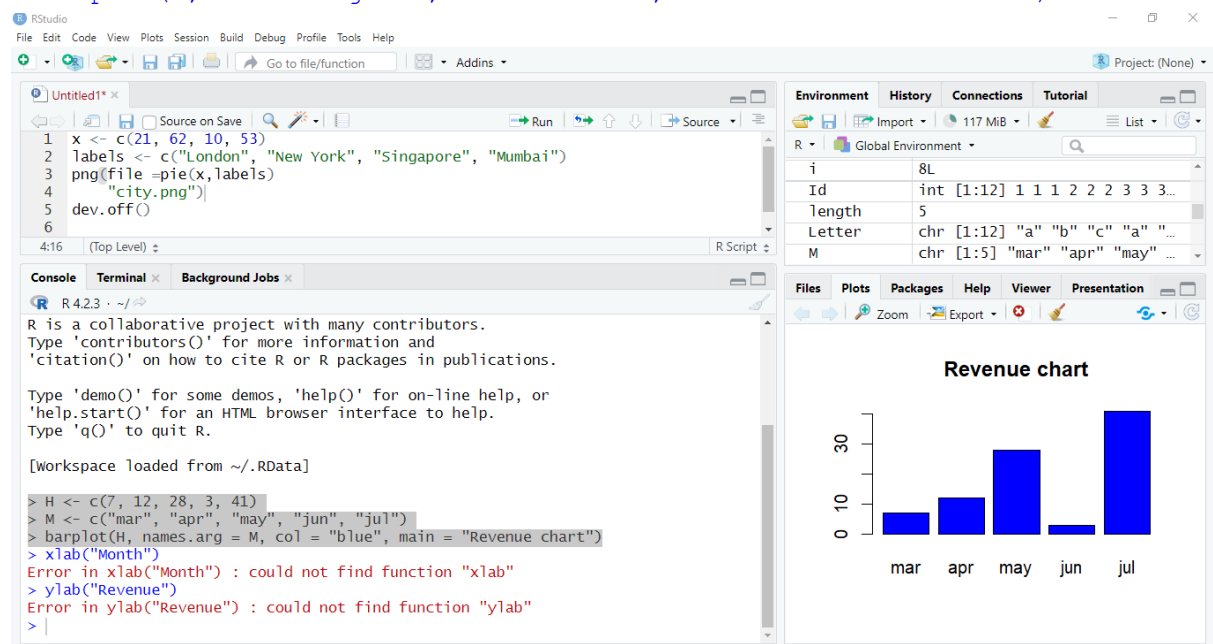 RStudio
File Edit Code View Plots Session Build Debug Profile Tools Help
Go to file/function Addins Project: (None)
Untitled1*
Source on Save Run Source
1 x <- c(21, 62, 10, 53)
2 labels <- c("London", "New York", "Singapore", "Mumbai")
3 png(file =pie(x,labels)
4 "city.png")
5 dev.off()
6
4:16 (Top Level) R Script
Console Terminal Background Jobs
R 4.2.3 · ~/
R is a collaborative project with many contributors.
Type 'contributors()' for more information and
'citation()' on how to cite R or R packages in publications.
Type 'demo()' for some demos, 'help()' for on-line help, or
'help.start()' for an HTML browser interface to help.
Type 'q()' to quit R.
[Workspace loaded from ~/.RData]
> H <- c(7, 12, 28, 3, 41)
> M <- c("mar", "apr", "may", "jun", "jul")
> barplot(H, names.arg = M, col = "blue", main = "Revenue chart")
> xlab("Month")
Error in xlab("Month") : could not find function "xlab"
> ylab("Revenue")
Error in ylab("Revenue") : could not find function "ylab"
>
Environment History Connections Tutorial
Import 117 MiB List
R Global Environment
i 8L
Id int [1:12] 1 1 1 2 2 2 3 3 3…
length 5
Letter chr [1:12] "a" "b" "c" "a" "…
M chr [1:5] "mar" "apr" "may" …
Files Plots Packages Help Viewer Presentation
Zoom Export
Revenue chart
30
10
0
mar apr may jun jul